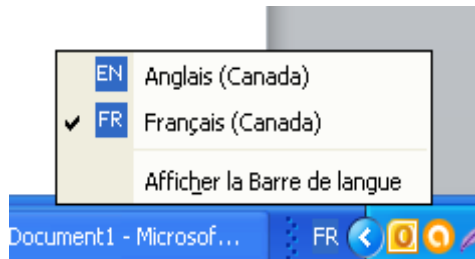 EN Anglais (Canada)
FR Français (Canada)
Afficher la Barre de langue
Document1 - Microsof... FR